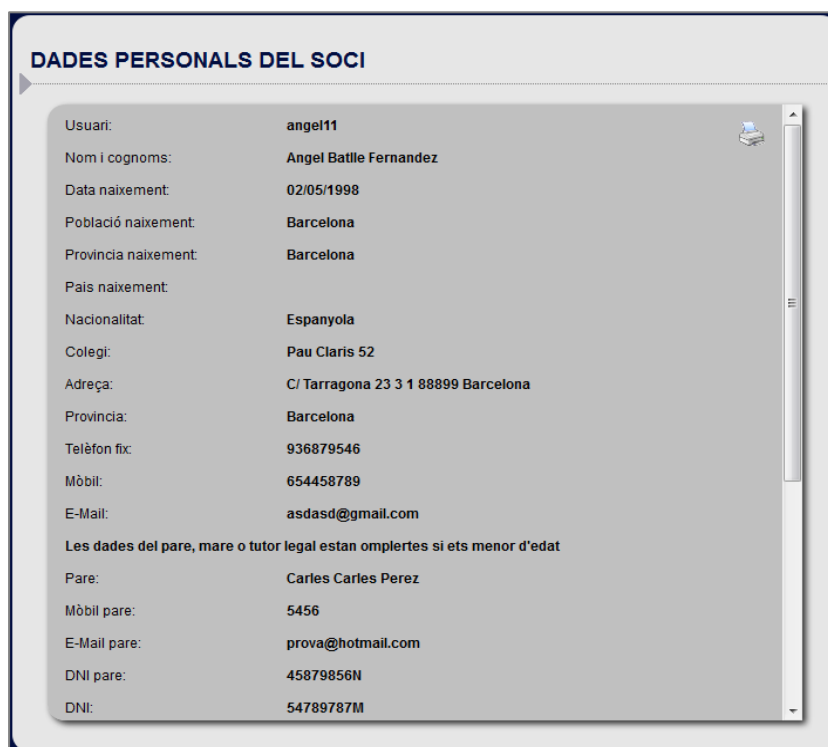 DADES PERSONALS DEL SOCI
Usuari: angel11
Nom i cognoms: Angel Batlle Fernandez
Data naixement: 02/05/1998
Població naixement: Barcelona
Provincia naixement: Barcelona
Pais naixement:
Nacionalitat: Espanyola
Colegi: Pau Claris 52
Adreça: C/ Tarragona 23 3 1 88899 Barcelona
Provincia: Barcelona
Telèfon fix: 936879546
Mòbil: 654458789
E-Mail: asdasd@gmail.com
Les dades del pare, mare o tutor legal estan omplertes si ets menor d'edat
Pare: Carles Carles Perez
Mòbil pare: 5456
E-Mail pare: prova@hotmail.com
DNI pare: 45879856N
DNI: 54789787M